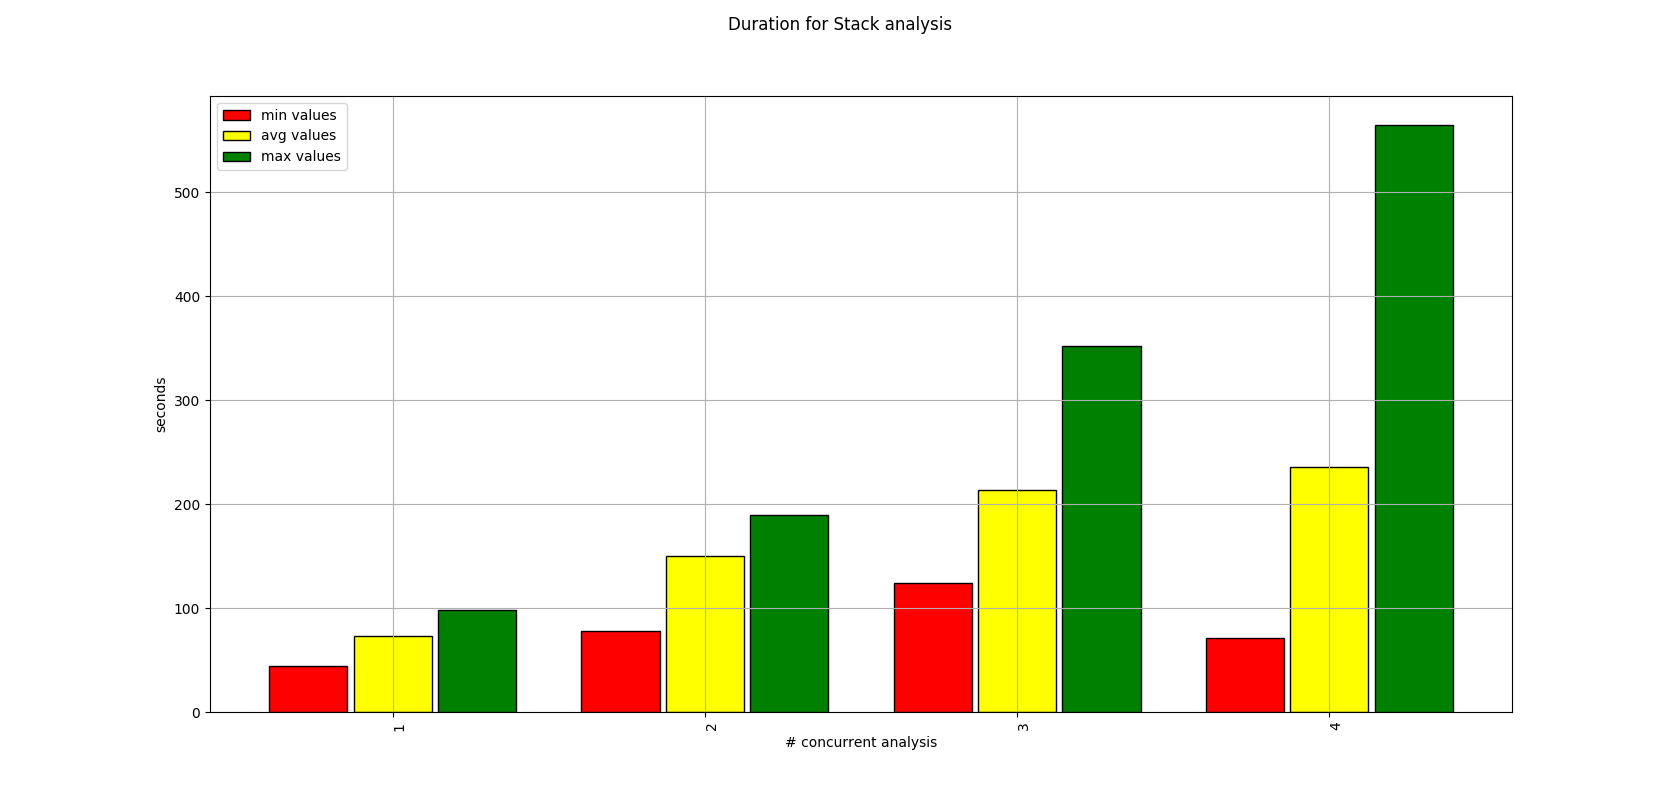 Duration for Stack analysis
min values
avg values
max values
500
400
300
200
100
0
seconds
1
2
3
4
# concurrent analysis